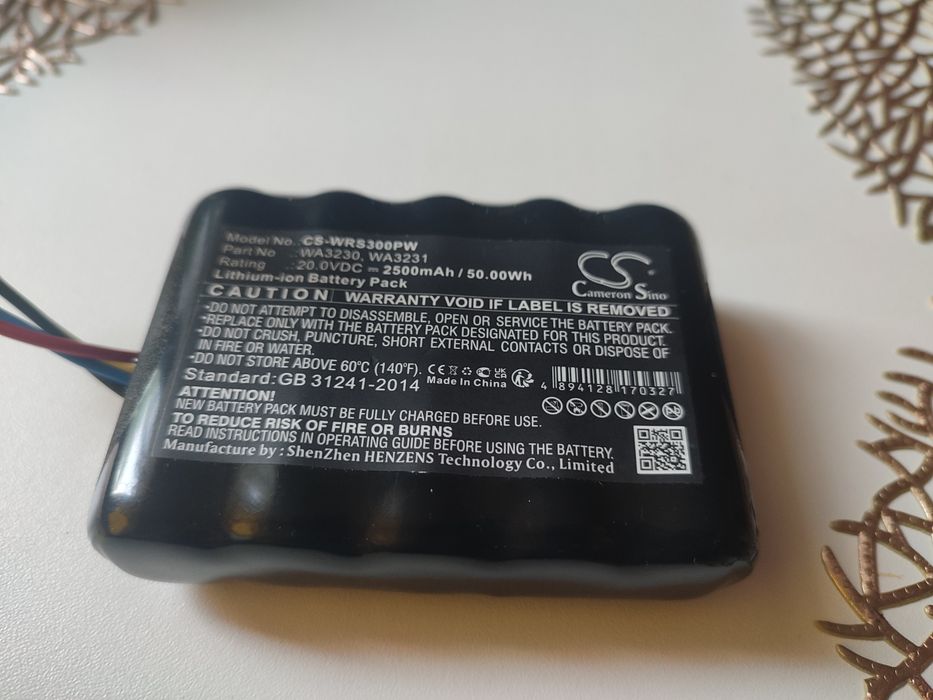 Model No.: CS-WRS300PW
Part No .: WA3230, WA3231
Rating .: 20.0VDC ⎓ 2500mAh / 50.00Wh
Lithium-ion Battery Pack
CS
Cameron Sino
CAUTION WARRANTY VOID IF LABEL IS REMOVED
-DO NOT ATTEMPT TO DISASSEMBLE, OPEN OR SERVICE THE BATTERY PACK.
-REPLACE ONLY WITH THE BATTERY PACK DESIGNATED FOR THIS PRODUCT.
-DO NOT CRUSH, PUNCTURE, SHORT EXTERNAL CONTACTS OR DISPOSE OF
IN FIRE OR WATER.
-DO NOT STORE ABOVE 60°C (140°F).
Standard:GB 31241-2014
CE
UKCA
Made In China
4 894128 170327
ATTENTION!
NEW BATTERY PACK MUST BE FULLY CHARGED BEFORE USE.
TO REDUCE RISK OF FIRE OR BURNS
READ INSTRUCTIONS IN OPERATING GUIDE BEFORE USING THE BATTERY.
Manufacture by : ShenZhen HENZENS Technology Co., Limited